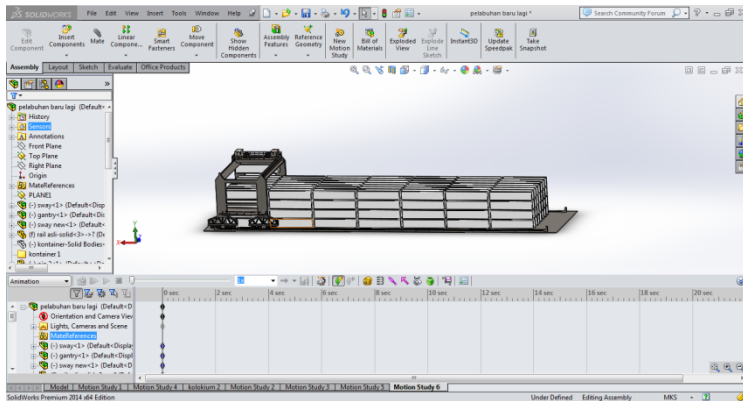 SOLIDWORKS File Edit View Insert Tools Window Help pelabuhan baru lagi * Search Community Forum
Edit Component Insert Components Mate Linear Compone... Smart Fasteners Move Component Show Hidden Components Assembly Features Reference Geometry New Motion Study Bill of Materials Exploded View Explode Line Sketch Instant3D Update Speedpak Take Snapshot
Assembly Layout Sketch Evaluate Office Products
pelabuhan baru lagi (Default<
History
Sensors
Annotations
Front Plane
Top Plane
Right Plane
Origin
MateReferences
PLANE1
(-) sway<1> (Default<Disp
(-) gantry<1> (Default<Dis
(-) sway new<1> (Default<
(f) rail asli-solid<3>->? (De
(-) kontainer-Solid Bodies-
kontainer 1
Animation 1x
0 sec 2 sec 4 sec 6 sec 8 sec 10 sec 12 sec 14 sec 16 sec 18 sec 20 sec
pelabuhan baru lagi (Default<D
Orientation and Camera View
Lights, Cameras and Scene
MateReferences
(-) sway<1> (Default<Display
(-) gantry<1> (Default<Displ
(-) sway new<1> (Default<D
Model Motion Study 1 Motion Study 4 kolokium 2 Motion Study 2 Motion Study 3 Motion Study 5 Motion Study 6
SolidWorks Premium 2014 x64 Edition Under Defined Editing Assembly MKS